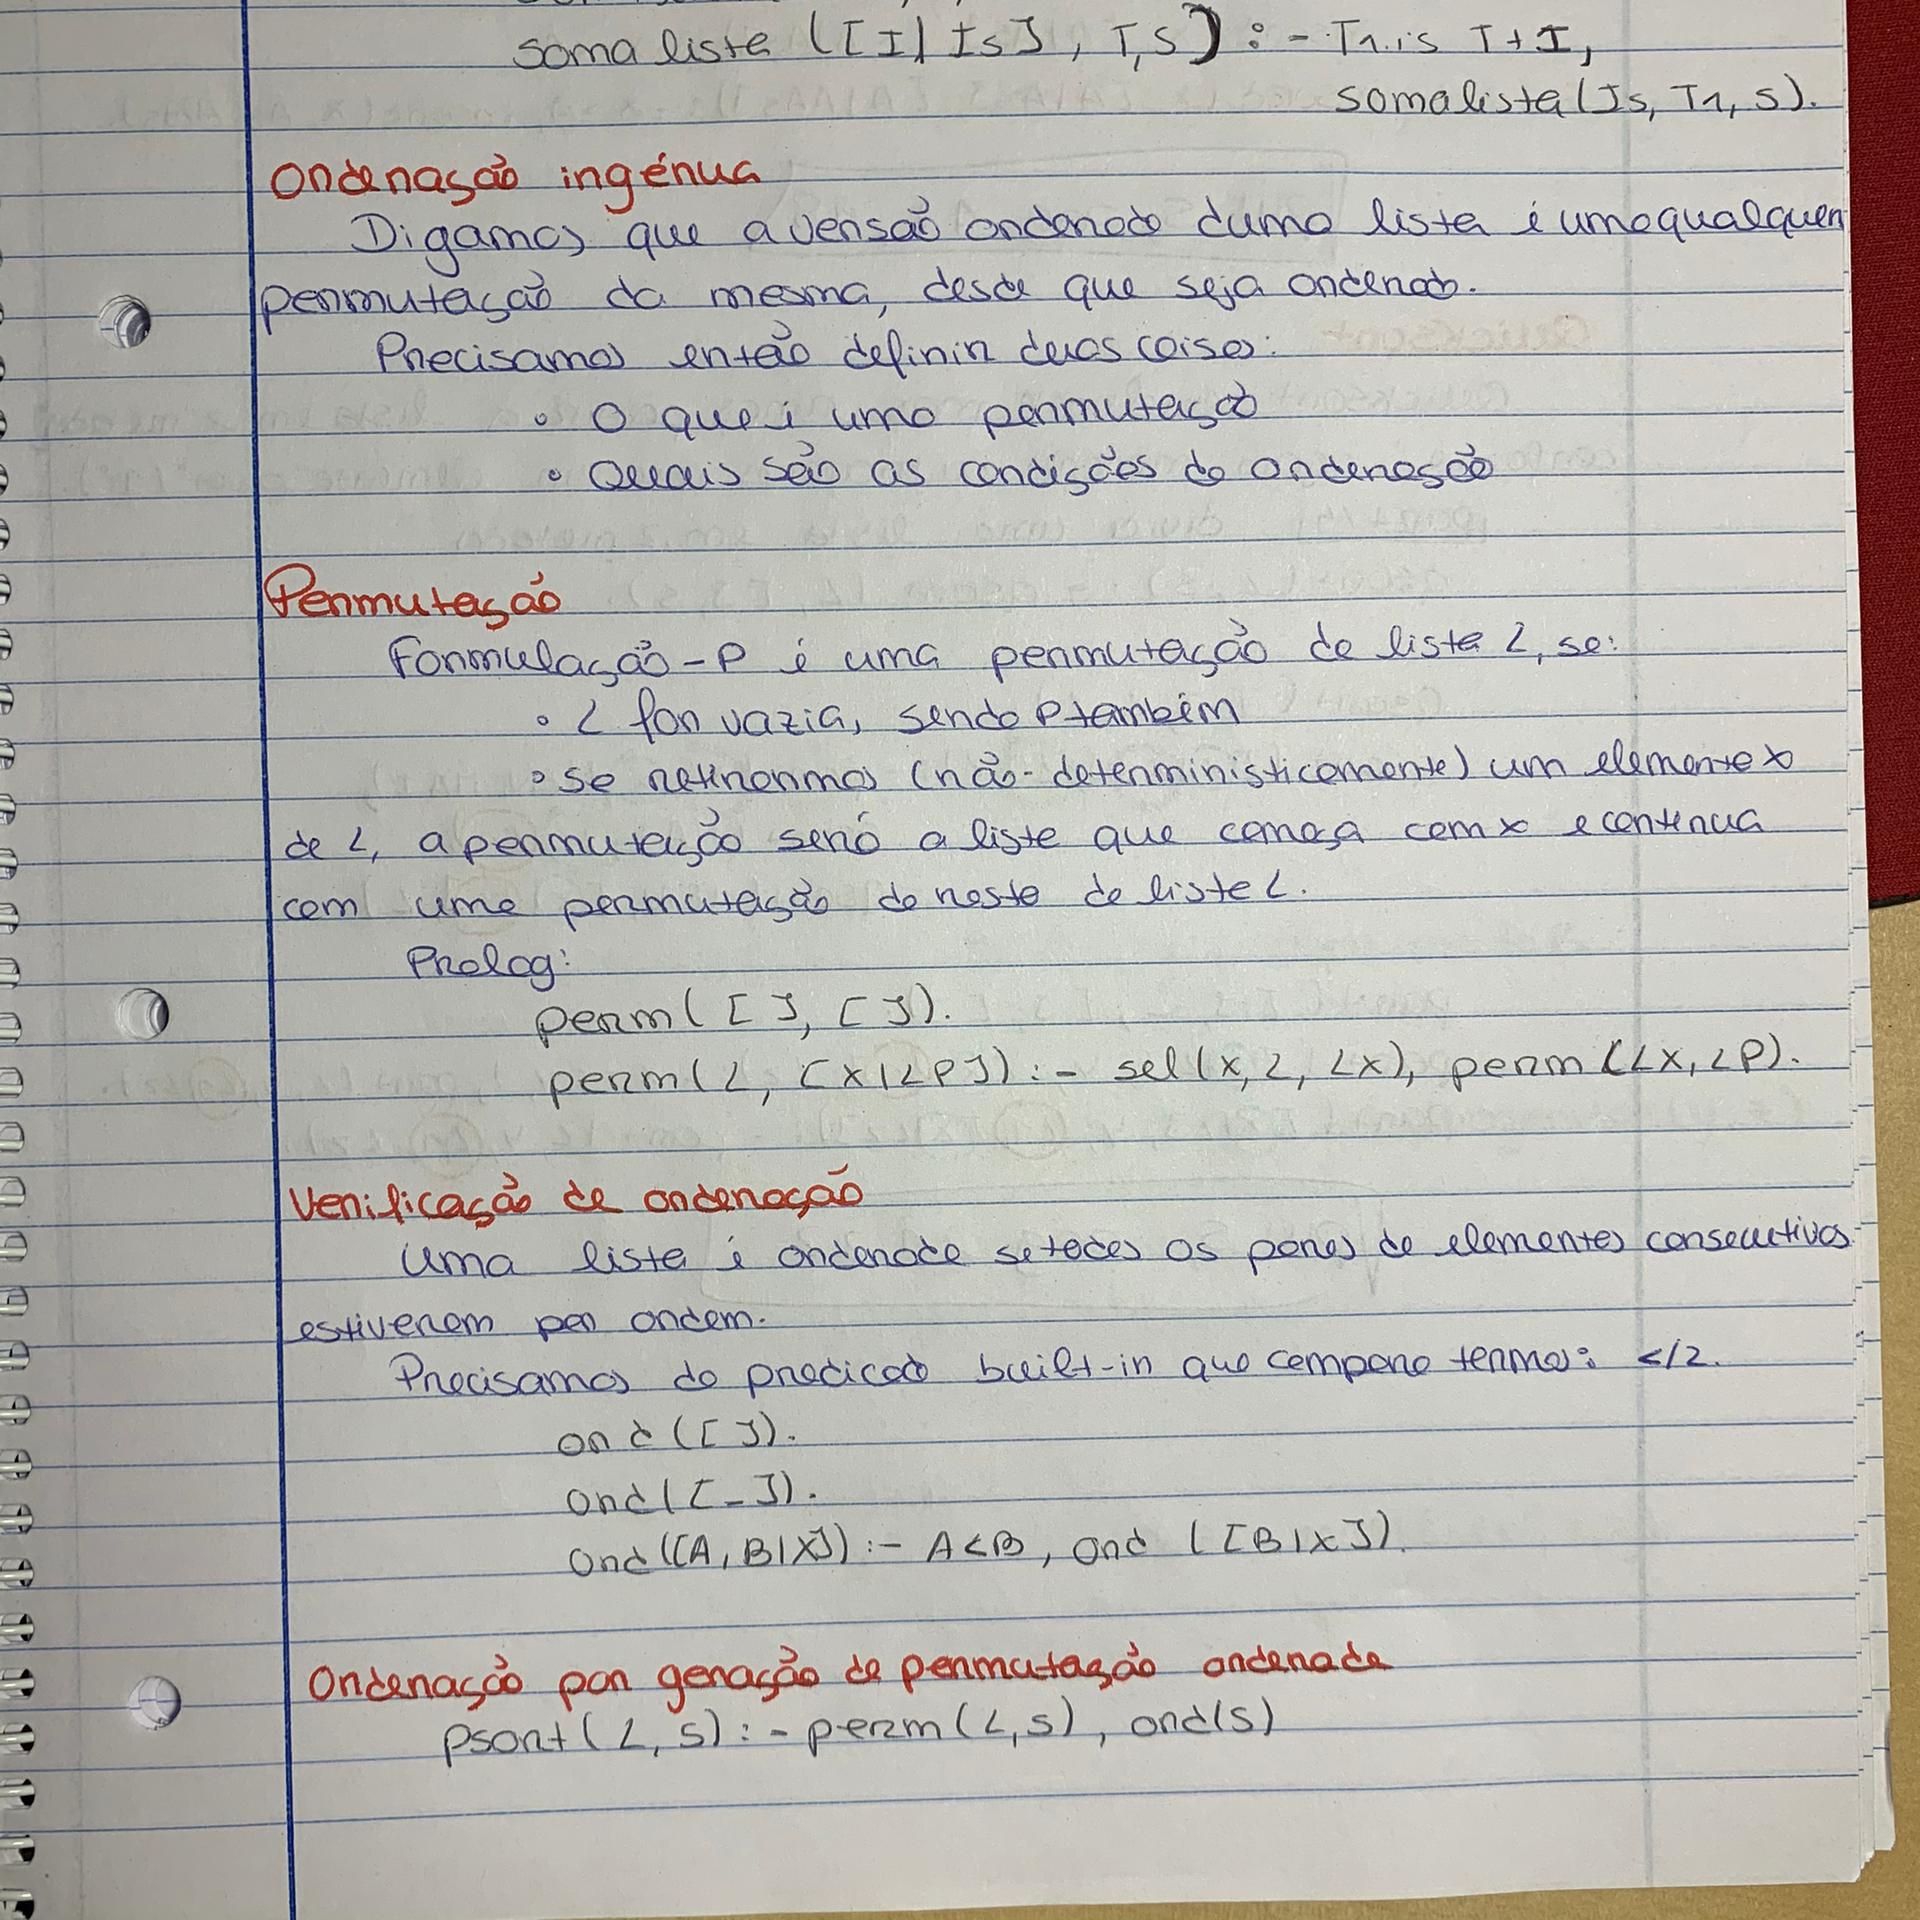 somalista([I|Is], T, S) :- T1 is T+I,
somalista(Is, T1, S).
Ordenação ingénua
Digamos que a versão ordenada duma lista é uma qualquer
permutação da mesma, desde que seja ordenada.
Precisamos então definir duas coisas:
• O que é uma permutação
• Quais são as condições de ordenação
Permutação
Formulação - P é uma permutação de lista L, se:
• L for vazia, sendo P também
• se retirarmos (não-deterministicamente) um elemento x
de L, a permutação será a lista que começa com x e continua
com uma permutação do resto de lista L.
Prolog:
perm([], []).
perm(L, [X|LP]) :- sel(X, L, LX), perm(LX, LP).
Verificação de ordenação
Uma lista é ordenada se todos os pares de elementos consecutivos
estiverem por ordem.
Precisamos do predicado built-in que compare termos: </2.
ord([]).
ord([_]).
ord([A, B|X]) :- A<B, ord([B|X]).
Ordenação por geração de permutação ordenada
psort(L, S) :- perm(L, S), ord(S)